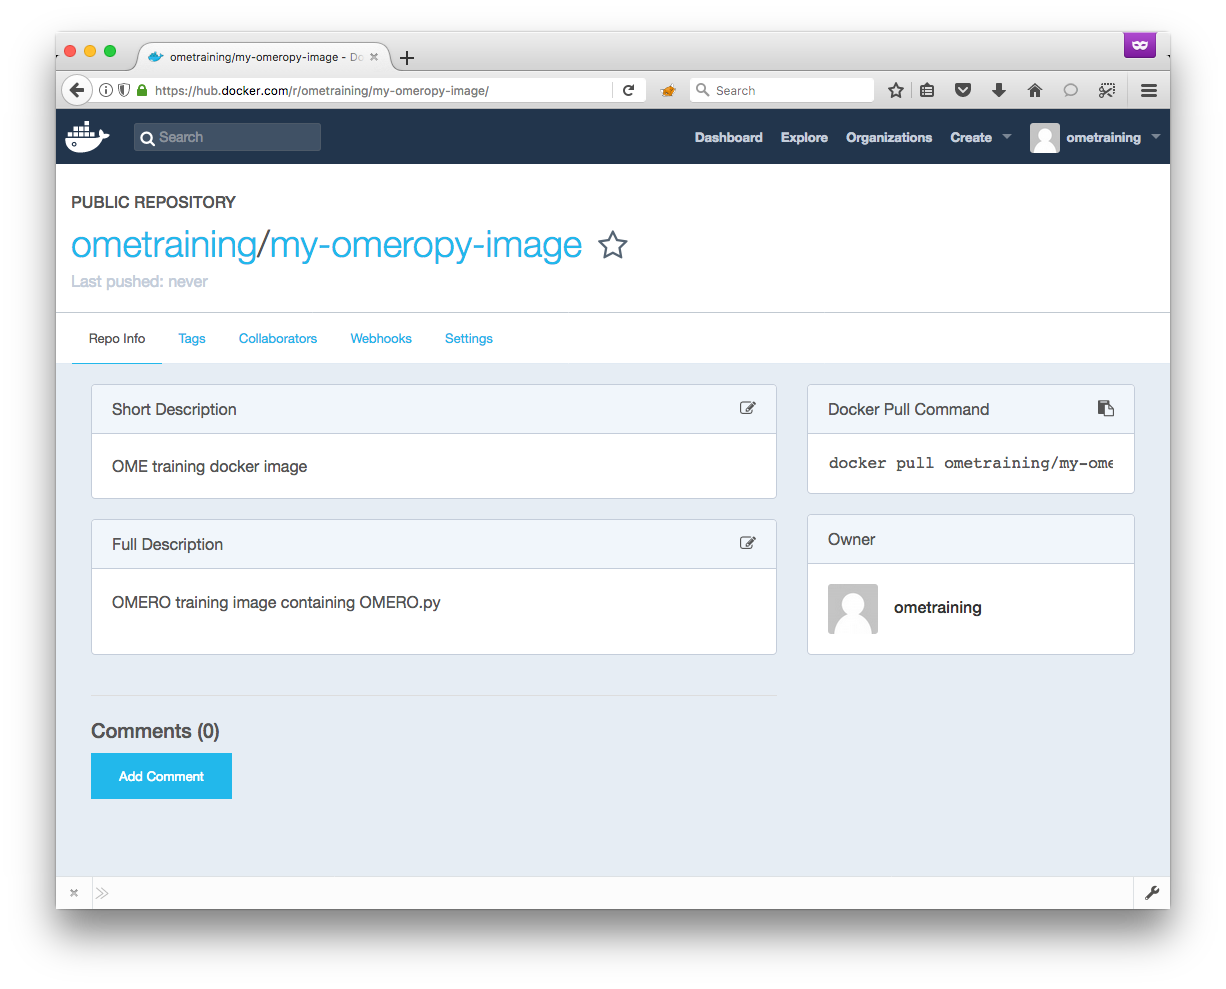 ometraining/my-omeropy-image - Do
https://hub.docker.com/r/ometraining/my-omeropy-image/
Search
Search
Dashboard
Explore
Organizations
Create
ometraining
PUBLIC REPOSITORY
ometraining/my-omeropy-image
Last pushed: never
Repo Info
Tags
Collaborators
Webhooks
Settings
Short Description
OME training docker image
Docker Pull Command
docker pull ometraining/my-ome
Full Description
OMERO training image containing OMERO.py
Owner
ometraining
Comments (0)
Add Comment